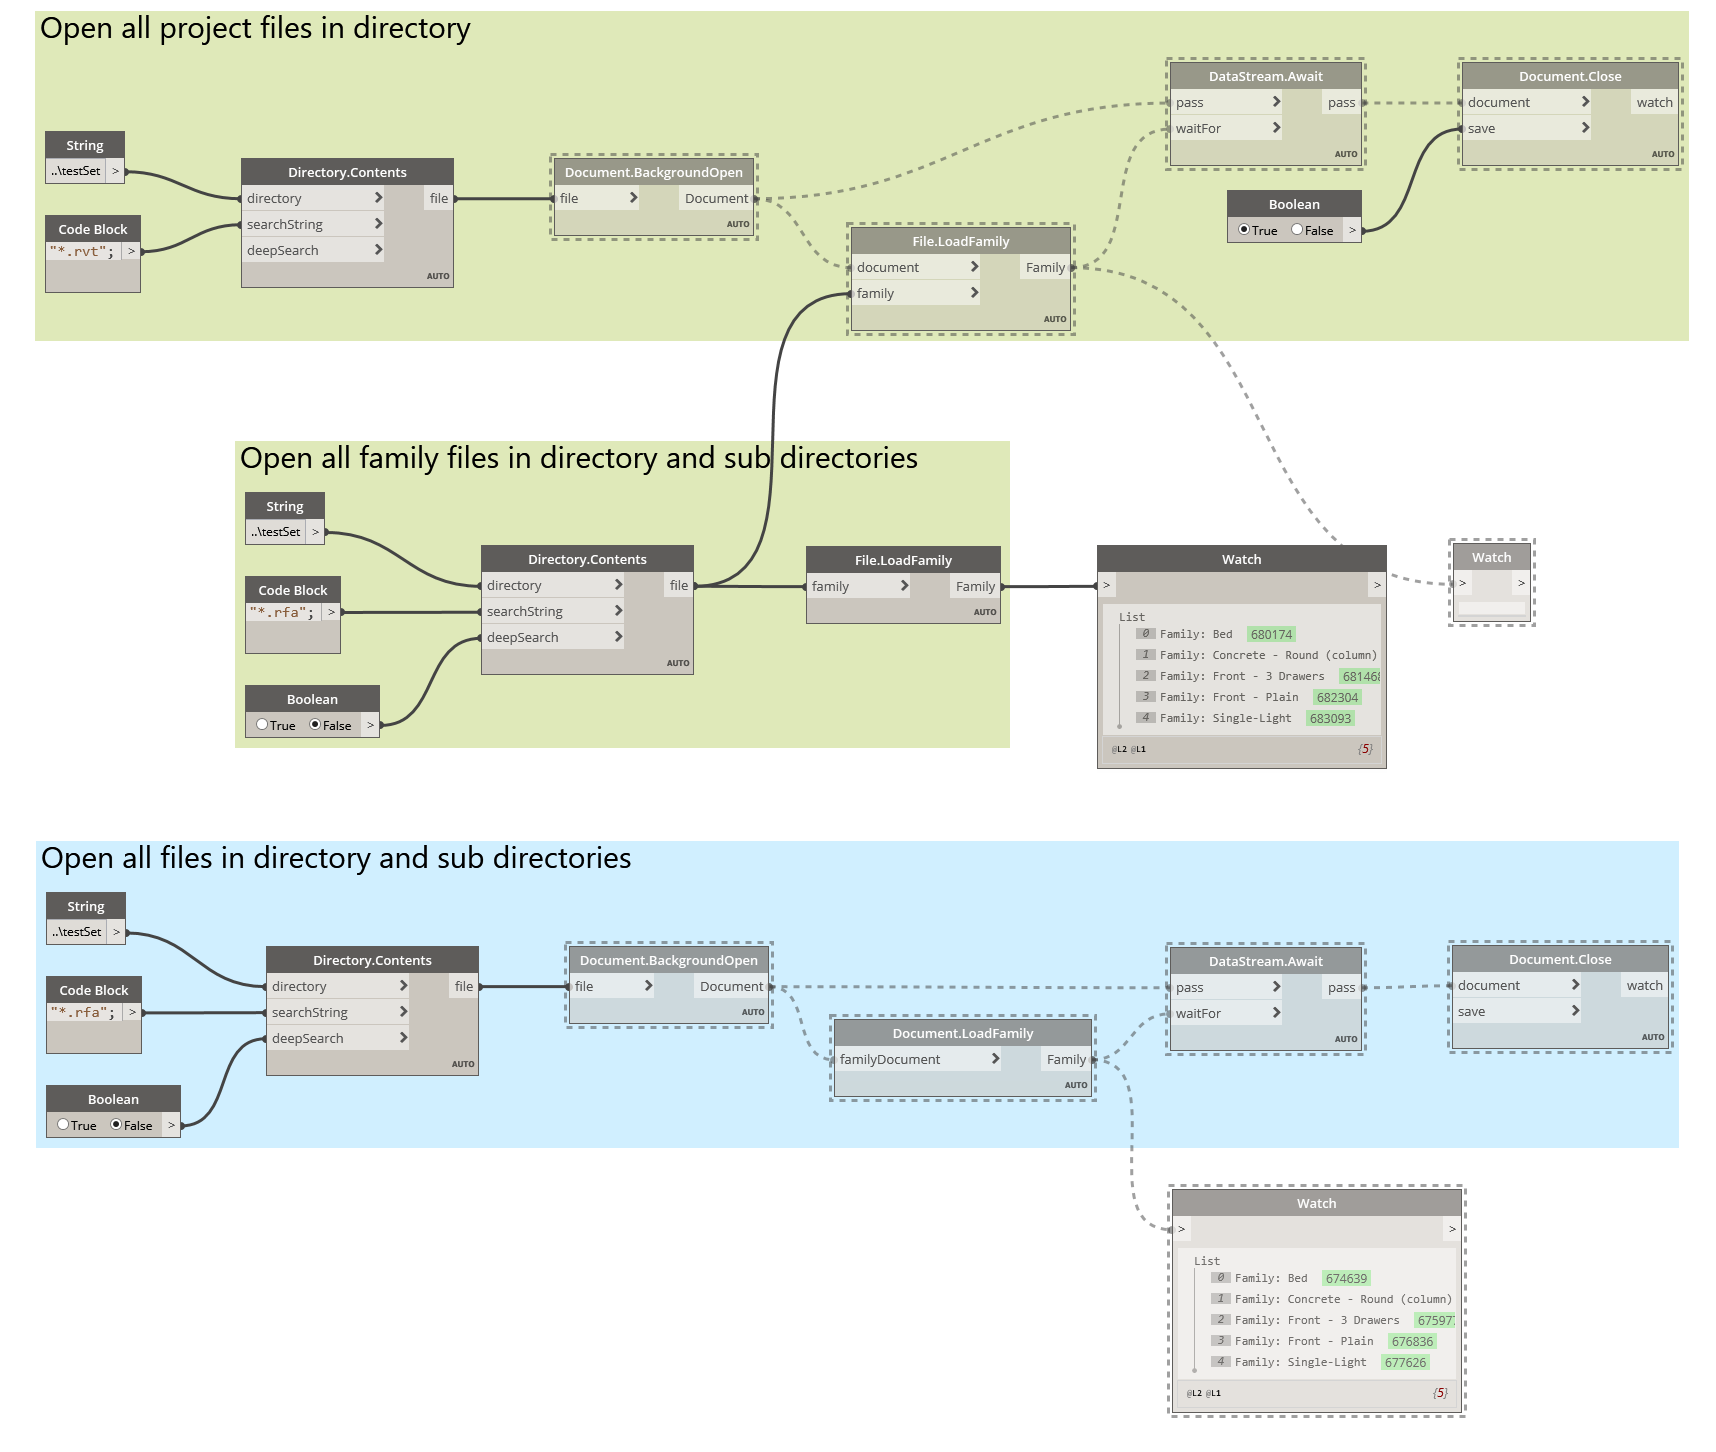 Open all project files in directory
String
..\testSet >
Code Block
"*.rvt"; >
Directory.Contents
directory file
searchString
deepSearch
AUTO
Document.BackgroundOpen
file Document
AUTO
File.LoadFamily
document Family
family
AUTO
DataStream.Await
pass pass
waitFor
AUTO
Boolean
True False >
Document.Close
document watch
save
AUTO
Open all family files in directory and sub directories
String
..\testSet >
Code Block
"*.rfa"; >
Boolean
True False >
Directory.Contents
directory file
searchString
deepSearch
AUTO
File.LoadFamily
family Family
AUTO
Watch
> >
List
0 Family: Bed 680174
1 Family: Concrete - Round (column)
2 Family: Front - 3 Drawers 681468
3 Family: Front - Plain 682304
4 Family: Single-Light 683093
@L2 @L1 {5}
Watch
> >
Open all files in directory and sub directories
String
..\testSet >
Code Block
"*.rfa"; >
Boolean
True False >
Directory.Contents
directory file
searchString
deepSearch
AUTO
Document.BackgroundOpen
file Document
AUTO
Document.LoadFamily
familyDocument Family
AUTO
DataStream.Await
pass pass
waitFor
AUTO
Document.Close
document watch
save
AUTO
Watch
> >
List
0 Family: Bed 674639
1 Family: Concrete - Round (column)
2 Family: Front - 3 Drawers 675977
3 Family: Front - Plain 676836
4 Family: Single-Light 677626
@L2 @L1 {5}